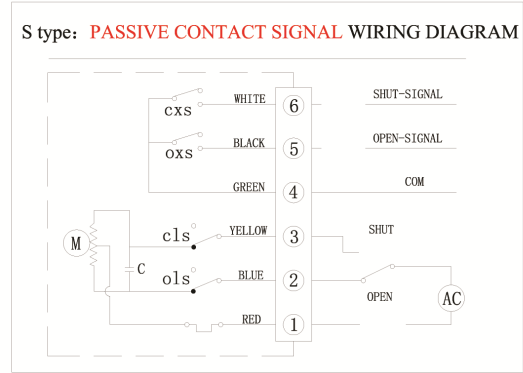 S type: PASSIVE CONTACT SIGNAL WIRING DIAGRAM
WHITE 6 SHUT-SIGNAL
cxs
BLACK 5 OPEN-SIGNAL
oxs
GREEN 4 COM
cls YELLOW 3 SHUT
M
C
ols BLUE 2
OPEN AC
RED 1